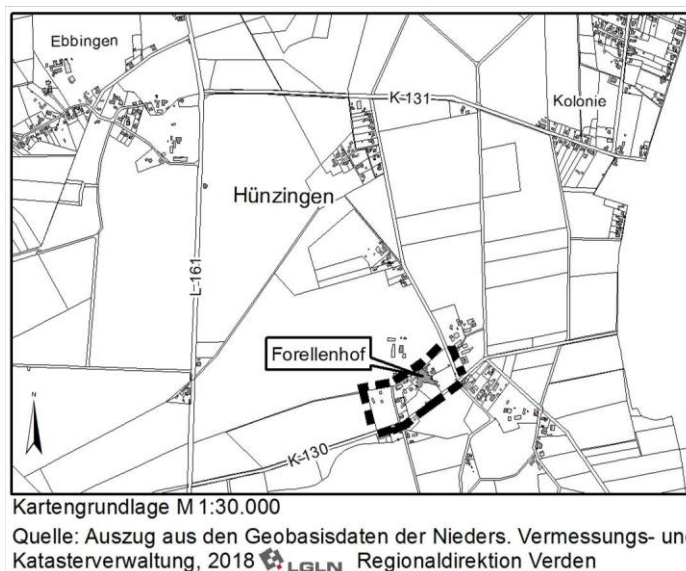 Ebbingen
K-131
Kolonie
Hünzingen
L-161
Forellenhof
N
K-130
Kartengrundlage M 1:30.000
Quelle: Auszug aus den Geobasisdaten der Nieders. Vermessungs- und
Katasterverwaltung, 2018 LGLN Regionaldirektion Verden